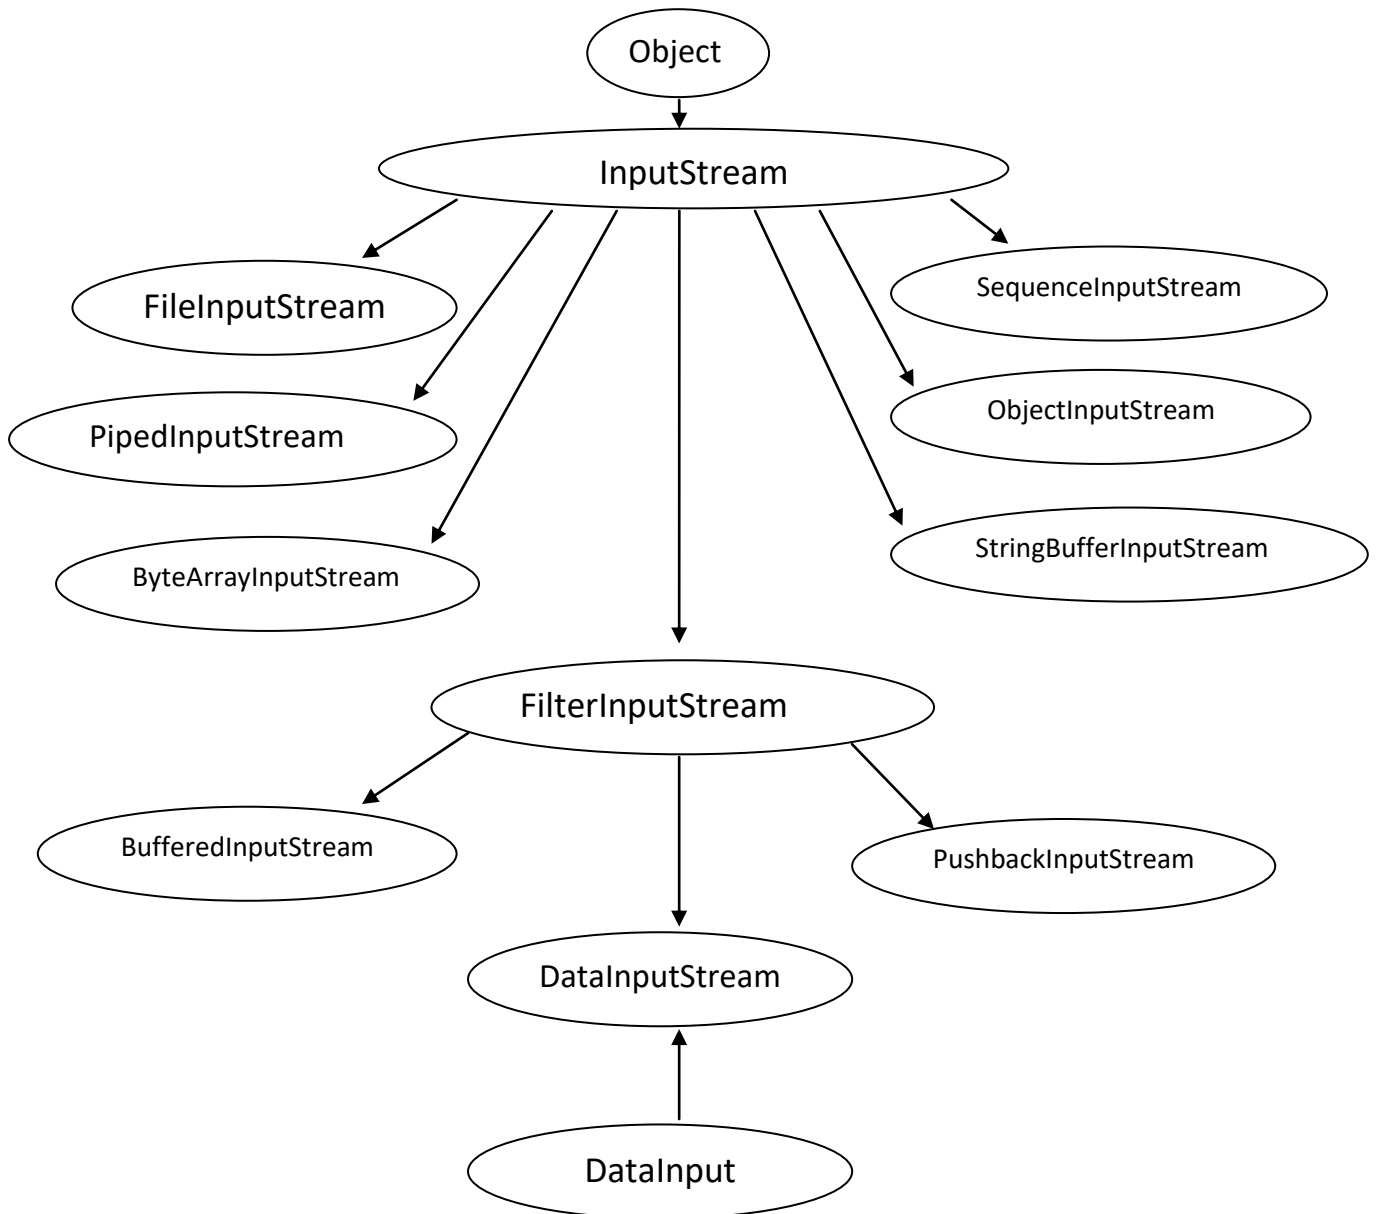 Object
InputStream
FileInputStream
SequenceInputStream
PipedInputStream
ObjectInputStream
ByteArrayInputStream
StringBufferInputStream
FilterInputStream
BufferedInputStream
PushbackInputStream
DataInputStream
DataInput